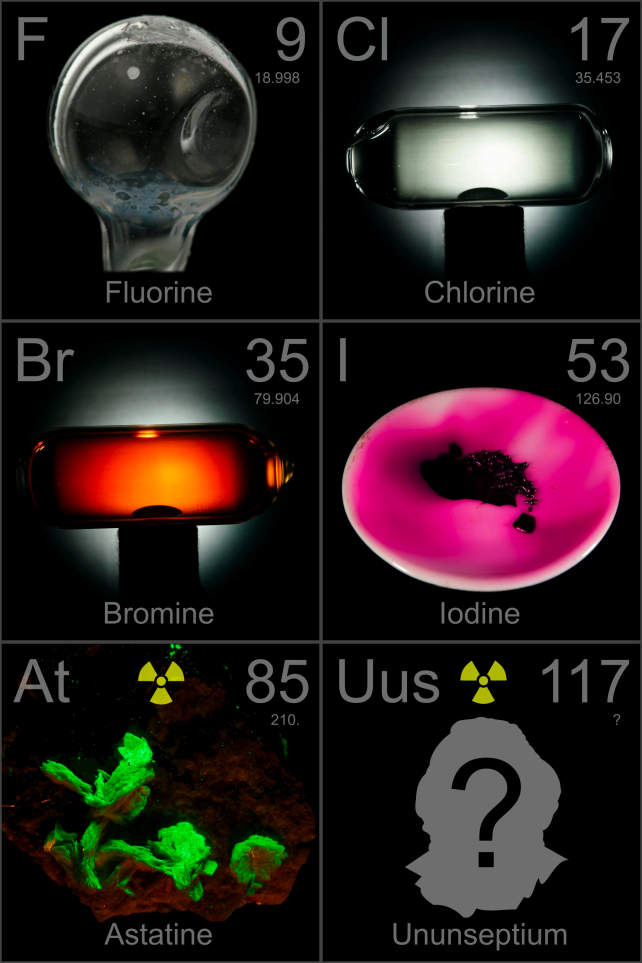 F 9
18.998
Fluorine
Cl 17
35.453
Chlorine
Br 35
79.904
Bromine
I 53
126.90
Iodine
At 85
210.
Astatine
Uus 117
?
?
Ununseptium